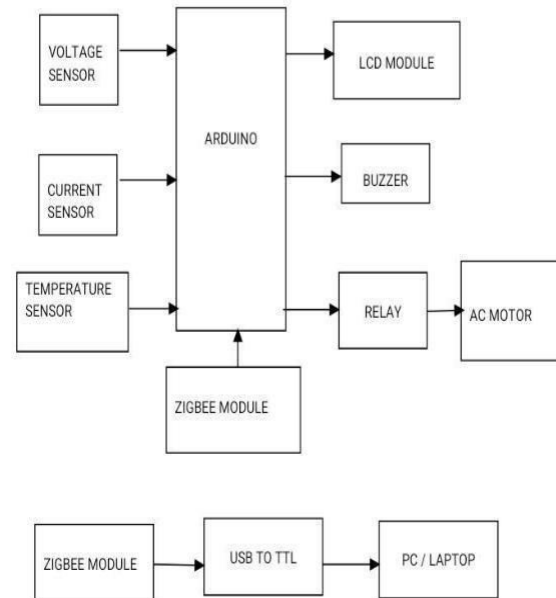 VOLTAGE
SENSOR
LCD MODULE
ARDUINO
BUZZER
CURRENT
SENSOR
TEMPERATURE
SENSOR
RELAY
AC MOTOR
ZIGBEE MODULE
ZIGBEE MODULE
USB TO TTL
PC / LAPTOP